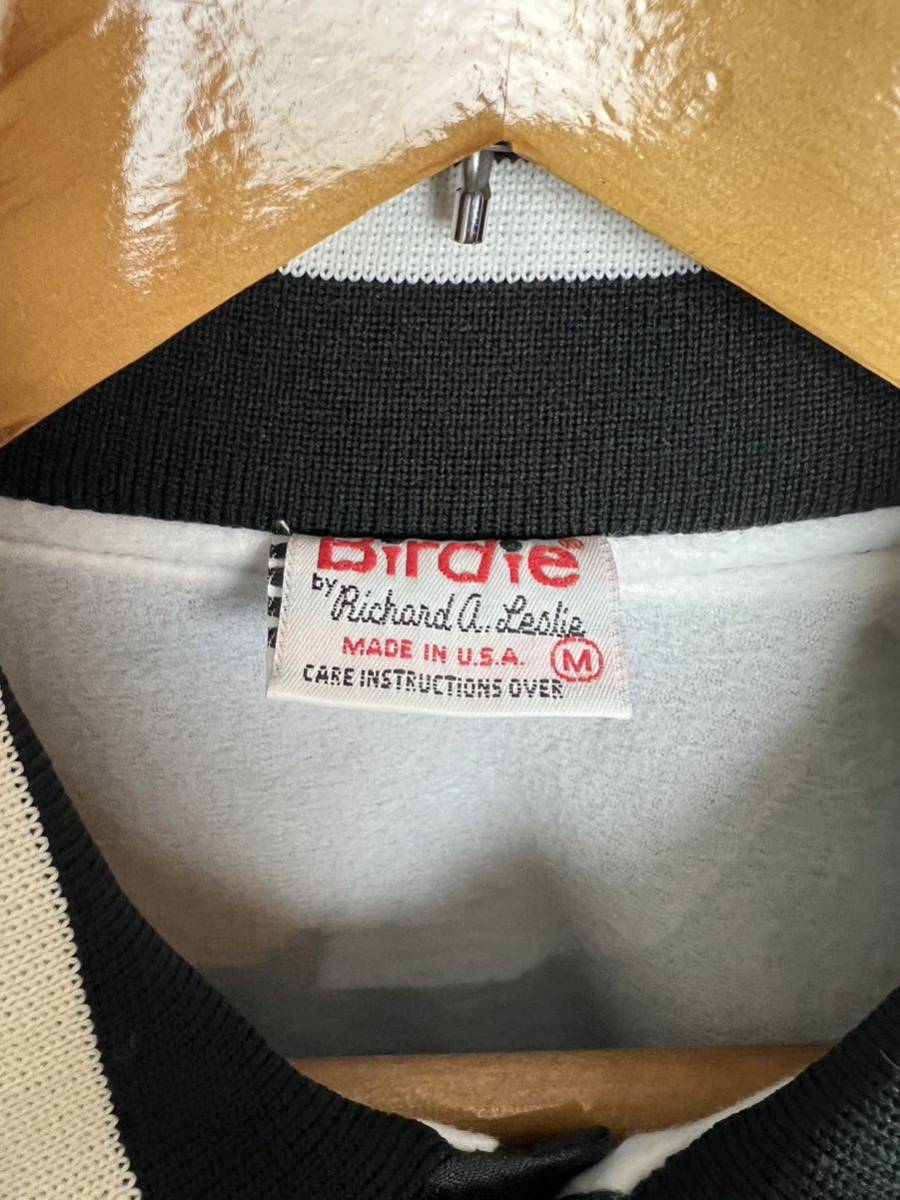 Birdie®
by Richard A. Leslie
MADE IN U.S.A. M
CARE INSTRUCTIONS OVER